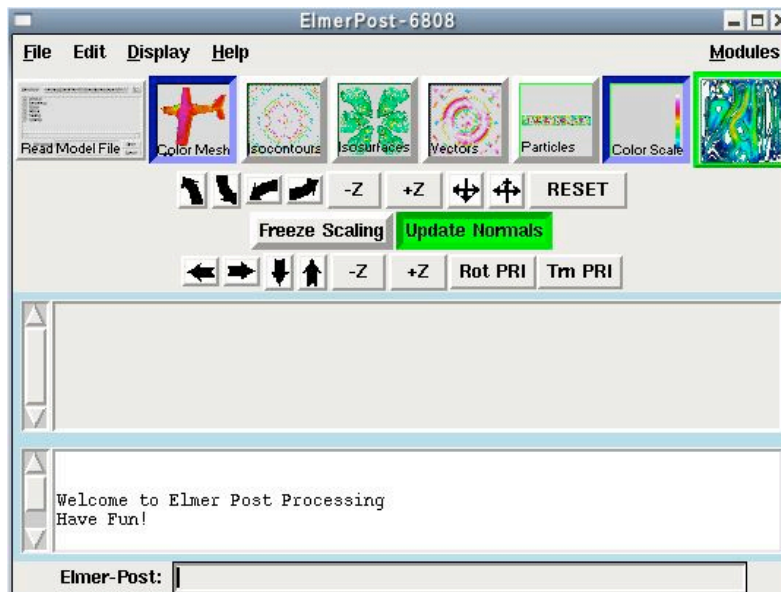 ElmerPost-6808
File Edit Display Help Modules
Read Model File Color Mesh Isocontours Isosurfaces Vectors Particles Color Scale
-Z +Z RESET
Freeze Scaling Update Normals
-Z +Z Rot PRI Trn PRI
Welcome to Elmer Post Processing
Have Fun!
Elmer-Post: